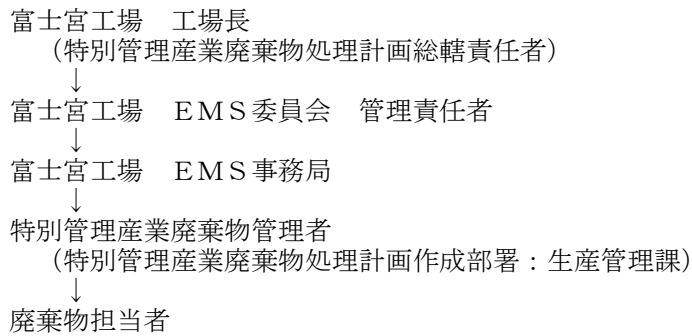 富士宮工場　工場長
（特別管理産業廃棄物処理計画総轄責任者）
↓
富士宮工場　ＥＭＳ委員会　管理責任者
↓
富士宮工場　ＥＭＳ事務局
↓
特別管理産業廃棄物管理者
（特別管理産業廃棄物処理計画作成部署：生産管理課）
↓
廃棄物担当者